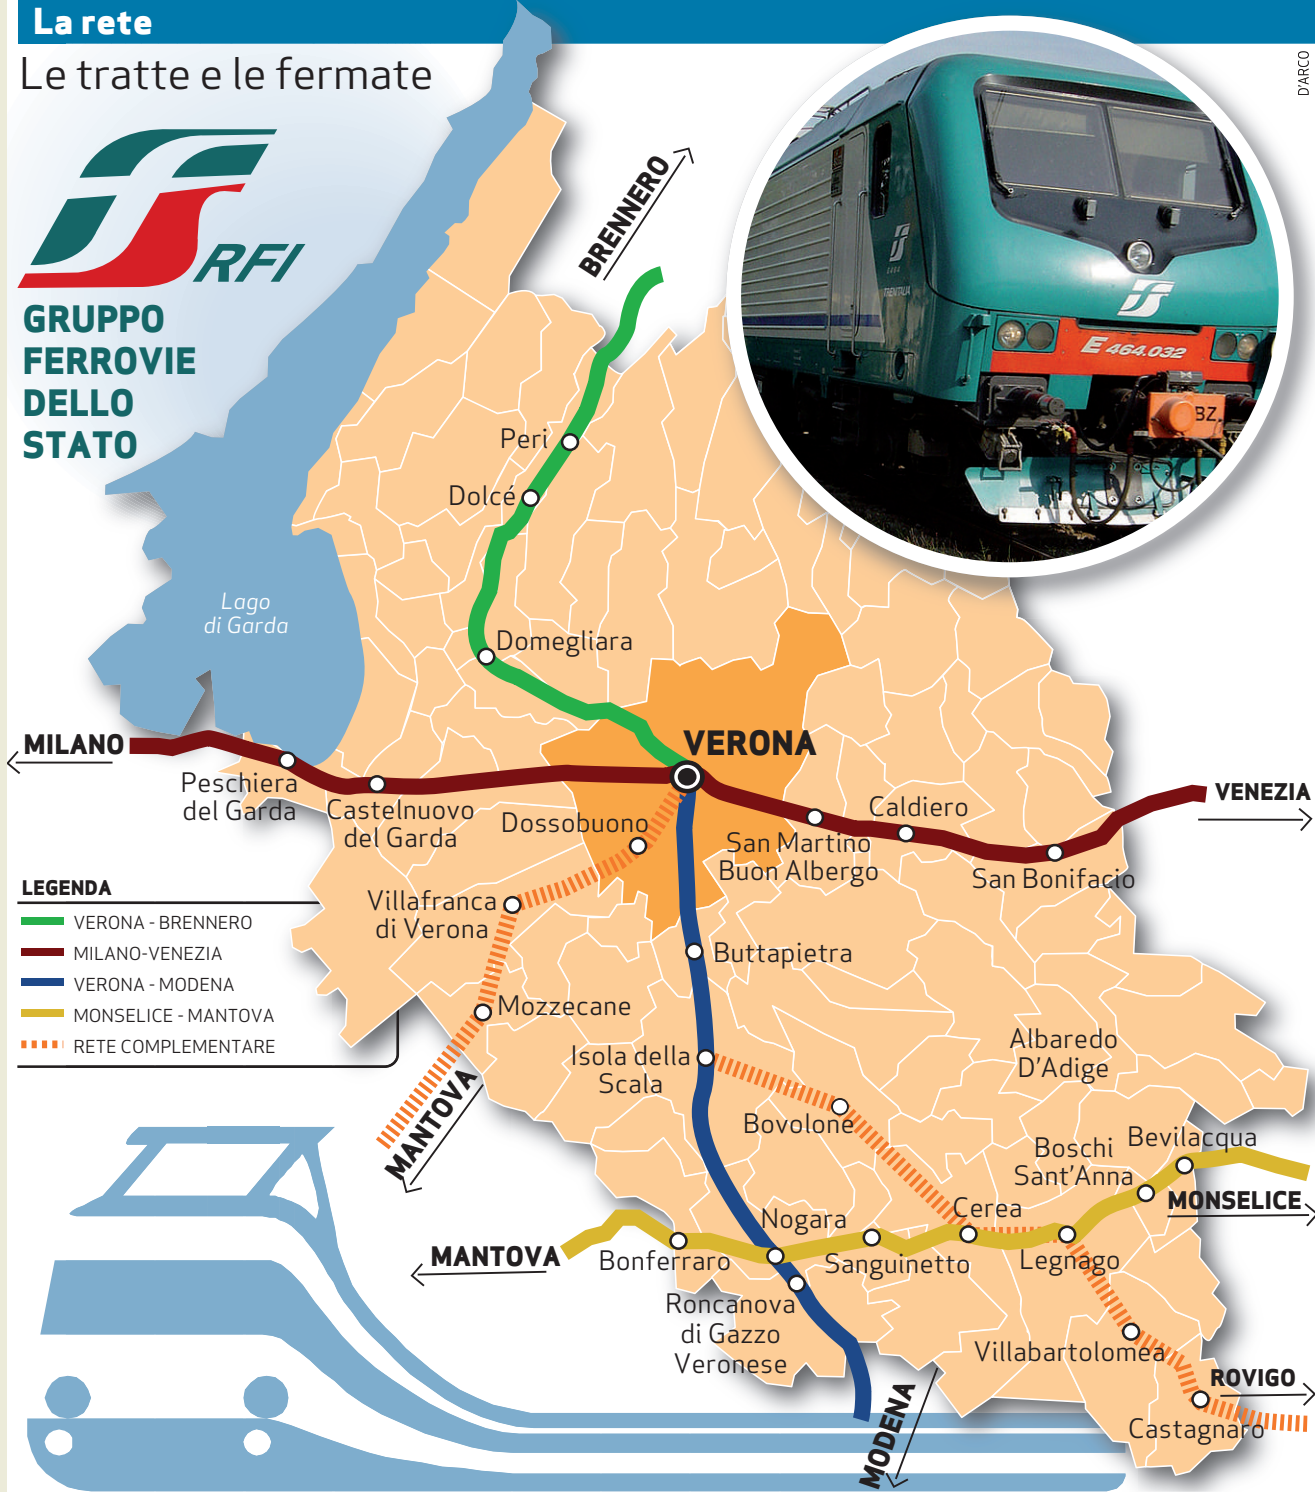 La rete
Le tratte e le fermate
D'ARCO
RFI
GRUPPO
FERROVIE
DELLO
STATO
BRENNERO
TRENITALIA
E 464.032
BZ
Peri
Dolcé
Lago
di Garda
Domegliara
MILANO
VERONA
VENEZIA
Peschiera
del Garda
Castelnuovo
del Garda
Dossobuono
San Martino
Buon Albergo
Caldiero
San Bonifacio
LEGENDA
VERONA - BRENNERO
MILANO-VENEZIA
VERONA - MODENA
MONSELICE - MANTOVA
RETE COMPLEMENTARE
Villafranca
di Verona
Buttapietra
Mozzecane
Isola della
Scala
Albaredo
D'Adige
MANTOVA
Bovolone
Boschi
Sant'Anna
Bevilacqua
MONSELICE
Nogara
Cerea
MANTOVA
Bonferraro
Sanguinetto
Legnago
Roncanova
di Gazzo
Veronese
Villabartolomea
ROVIGO
Castagnaro
MODENA